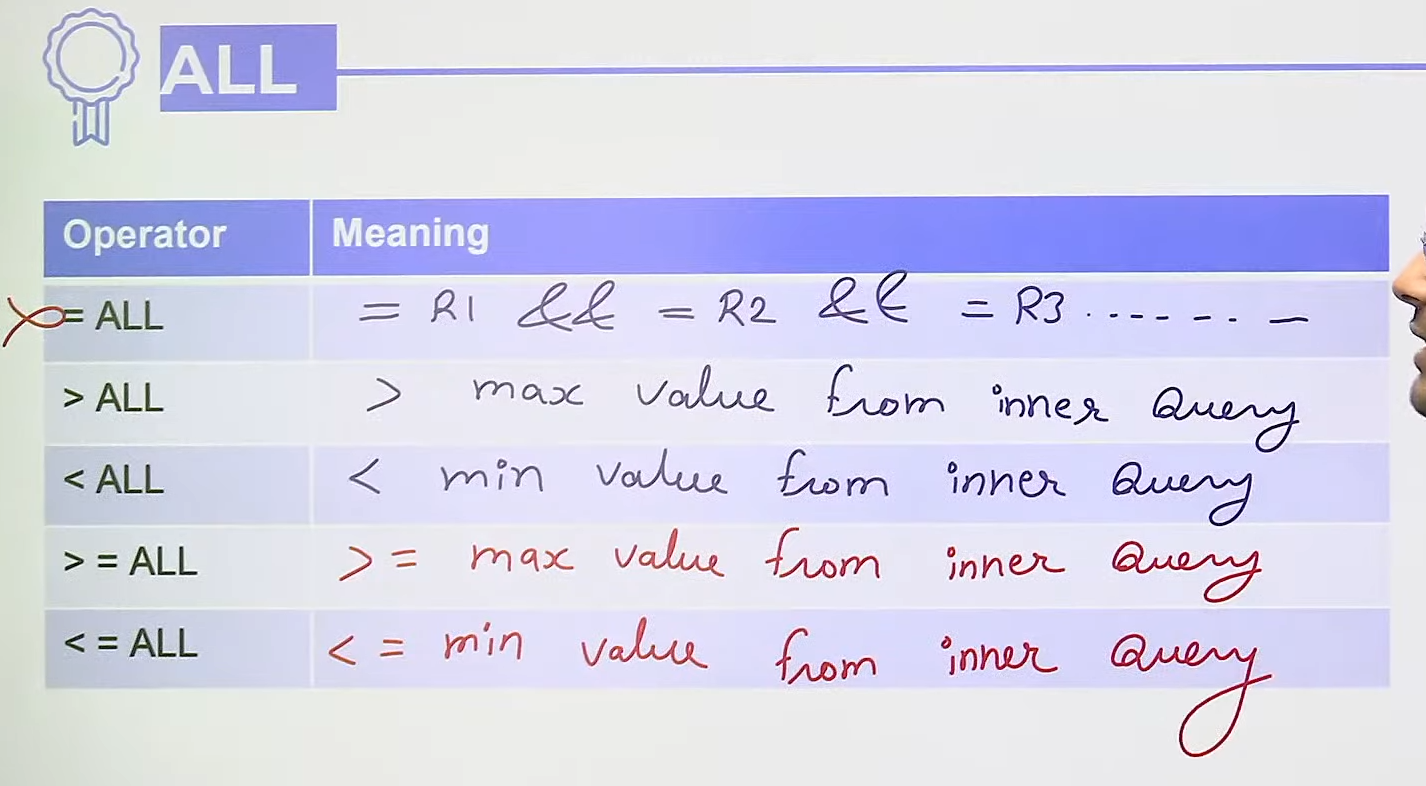 ALL
Operator Meaning
= ALL = R1 && = R2 && = R3 ....---. —
> ALL > max value from inner Query
< ALL < min value from inner Query
> = ALL > = max value from inner Query
< = ALL < = min value from inner Query